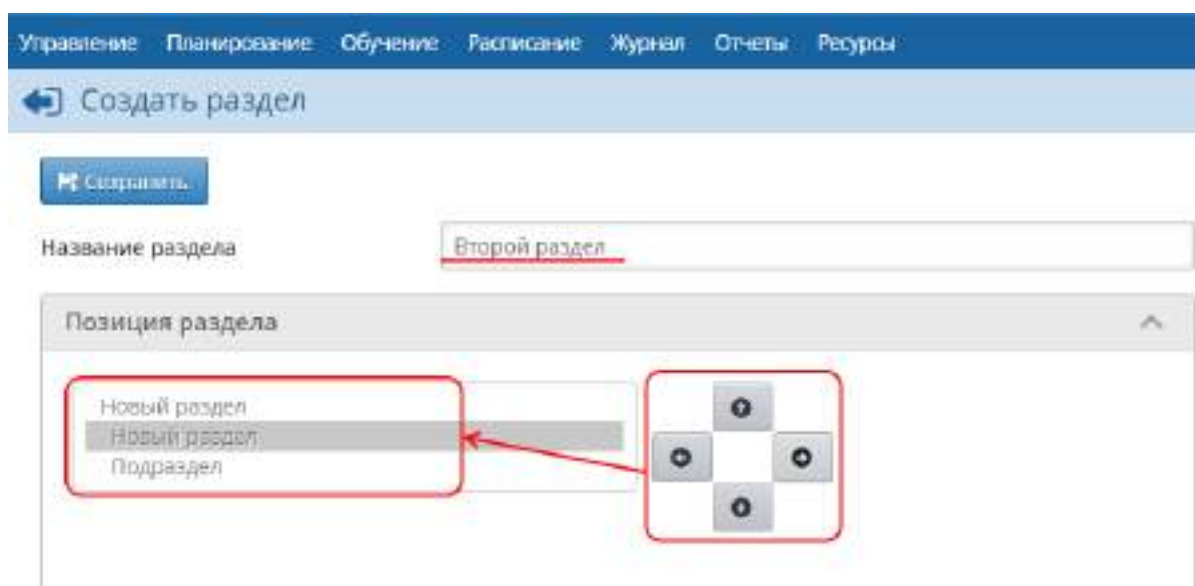 Управление Планирование Обучение Расписание Журнал Отчеты Ресурсы
Создать раздел
Сохранить
Название раздела Второй раздел
Позиция раздела
Новый раздел
Новый раздел
Подраздел